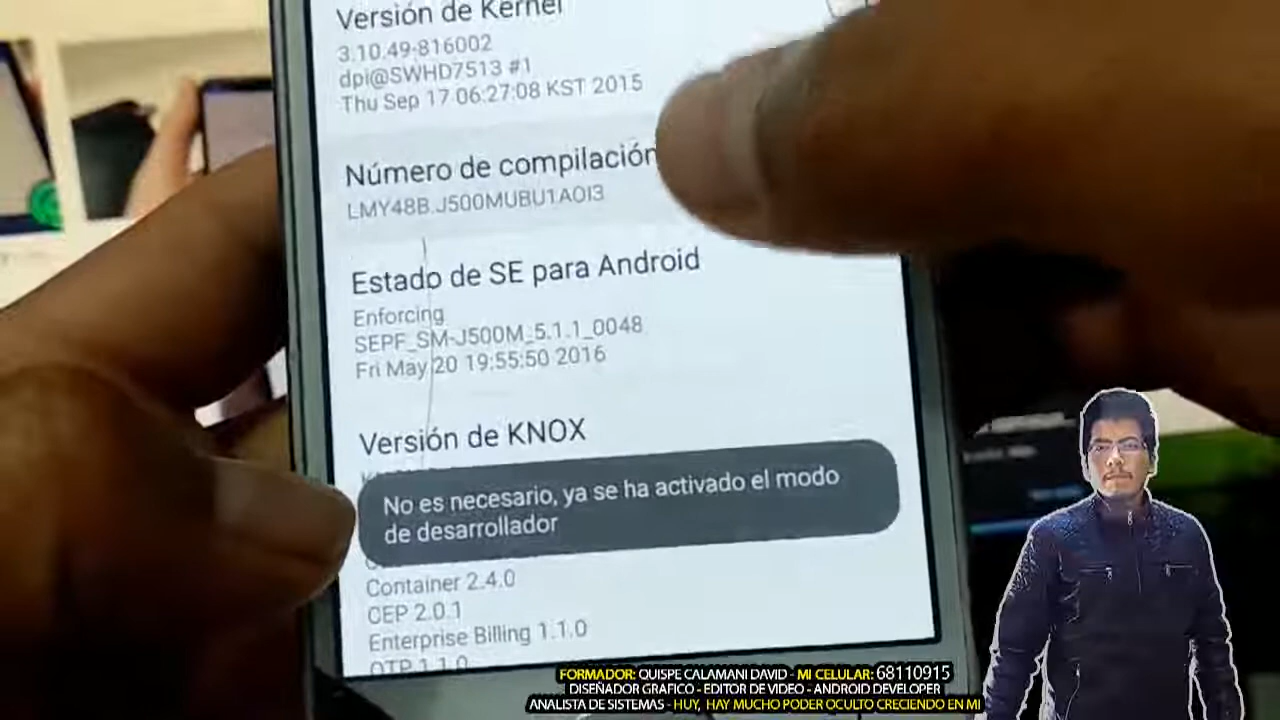 Versión de Kernel
3.10.49-816002
dpi@SWHD7513 #1
Thu Sep 17 06:27:08 KST 2015
Número de compilación
LMY48B.J500MUBU1AOI3
Estado de SE para Android
Enforcing
SEPF_SM-J500M_5.1.1_0048
Fri May 20 19:55:50 2016
Versión de KNOX
No es necesario, ya se ha activado el modo
de desarrollador
Container 2.4.0
CEP 2.0.1
Enterprise Billing 1.1.0
OTP 1.1.0
FORMADOR: QUISPE CALAMANI DAVID - MI CELULAR: 68110915
DISEÑADOR GRAFICO - EDITOR DE VIDEO - ANDROID DEVELOPER
ANALISTA DE SISTEMAS - HUY, HAY MUCHO PODER OCULTO CRECIENDO EN MI